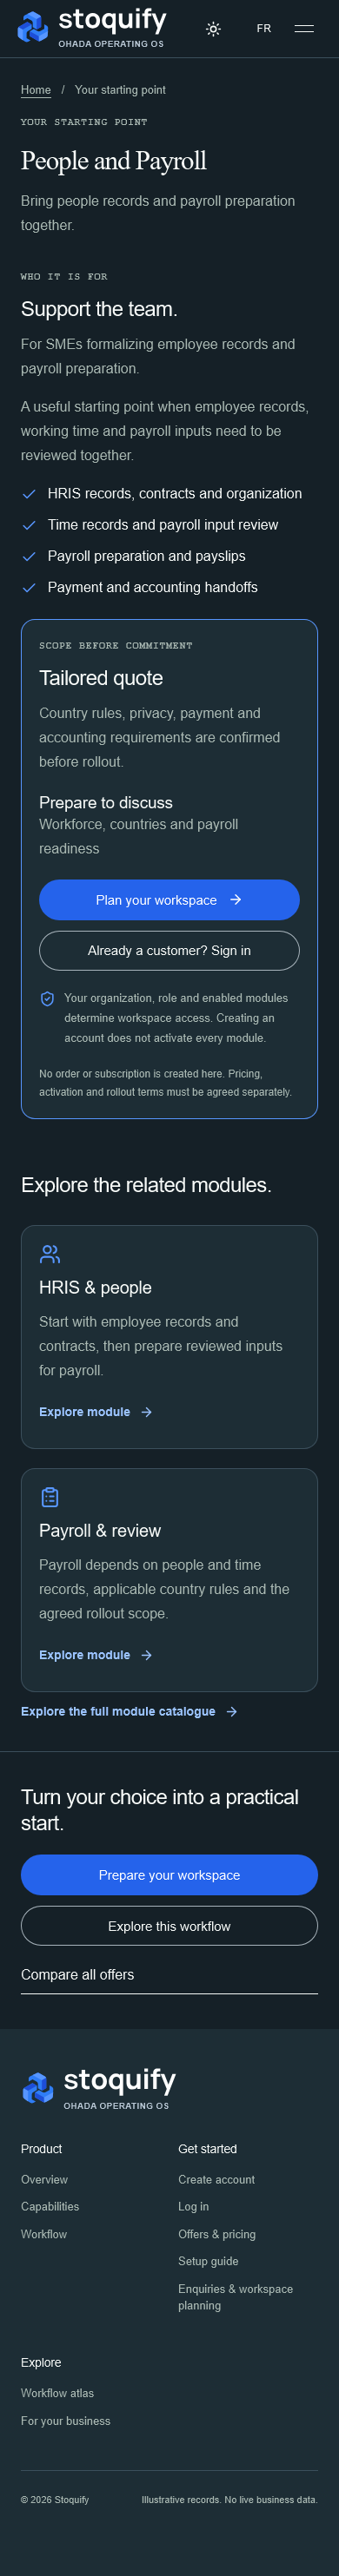 stoquify
OHADA OPERATING OS
FR
Home / Your starting point
YOUR STARTING POINT
People and Payroll
Bring people records and payroll preparation
together.
WHO IT IS FOR
Support the team.
For SMEs formalizing employee records and
payroll preparation.
A useful starting point when employee records,
working time and payroll inputs need to be
reviewed together.
HRIS records, contracts and organization
Time records and payroll input review
Payroll preparation and payslips
Payment and accounting handoffs
SCOPE BEFORE COMMITMENT
Tailored quote
Country rules, privacy, payment and
accounting requirements are confirmed
before rollout.
Prepare to discuss
Workforce, countries and payroll
readiness
Plan your workspace
Already a customer? Sign in
Your organization, role and enabled modules
determine workspace access. Creating an
account does not activate every module.
No order or subscription is created here. Pricing,
activation and rollout terms must be agreed separately.
Explore the related modules.
HRIS & people
Start with employee records and
contracts, then prepare reviewed inputs
for payroll.
Explore module
Payroll & review
Payroll depends on people and time
records, applicable country rules and the
agreed rollout scope.
Explore module
Explore the full module catalogue
Turn your choice into a practical
start.
Prepare your workspace
Explore this workflow
Compare all offers
stoquify
OHADA OPERATING OS
Product
Overview
Capabilities
Workflow
Get started
Create account
Log in
Offers & pricing
Setup guide
Enquiries & workspace
planning
Explore
Workflow atlas
For your business
© 2026 Stoquify
Illustrative records. No live business data.